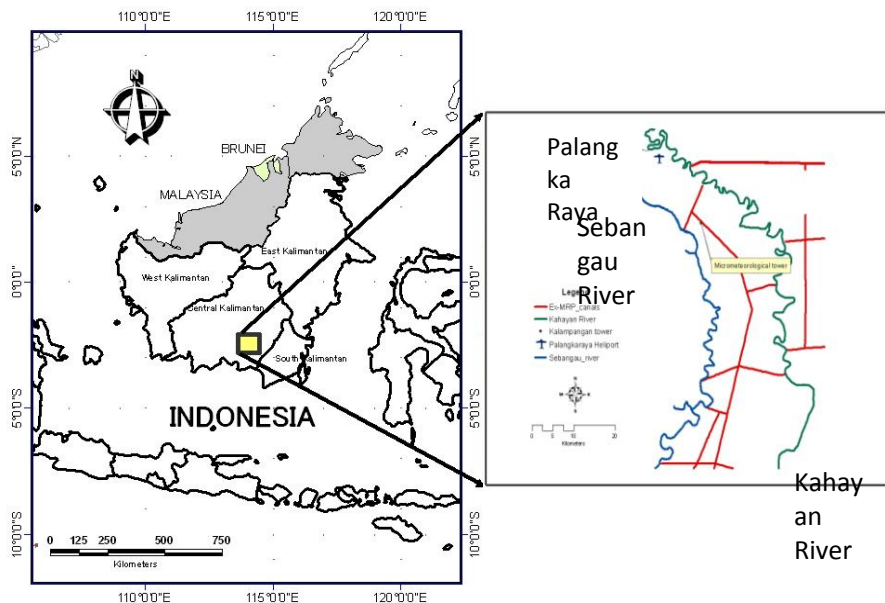 110°0'0"E 115°0'0"E 120°0'0"E
N
5°0'0"N
0°0'0"
5°0'0"S
10°0'0"S
BRUNEI
MALAYSIA
East Kalimantan
West Kalimantan
Central Kalimantan
South Kalimantan
INDONESIA
0 125 250 500 750
Kilometers
5°0'0"N
0°0'0"
5°0'0"S
10°0'0"S
110°0'0"E 115°0'0"E 120°0'0"E
Palang
ka
Raya
Seban
gau
River
Micrometeorological tower
Legend
Ex-MRP_canals
Kahayan River
Kalampangan tower
Palangkaraya Heliport
Sebangau_river
0 5 10 20
Kilometers
Kahay
an
River